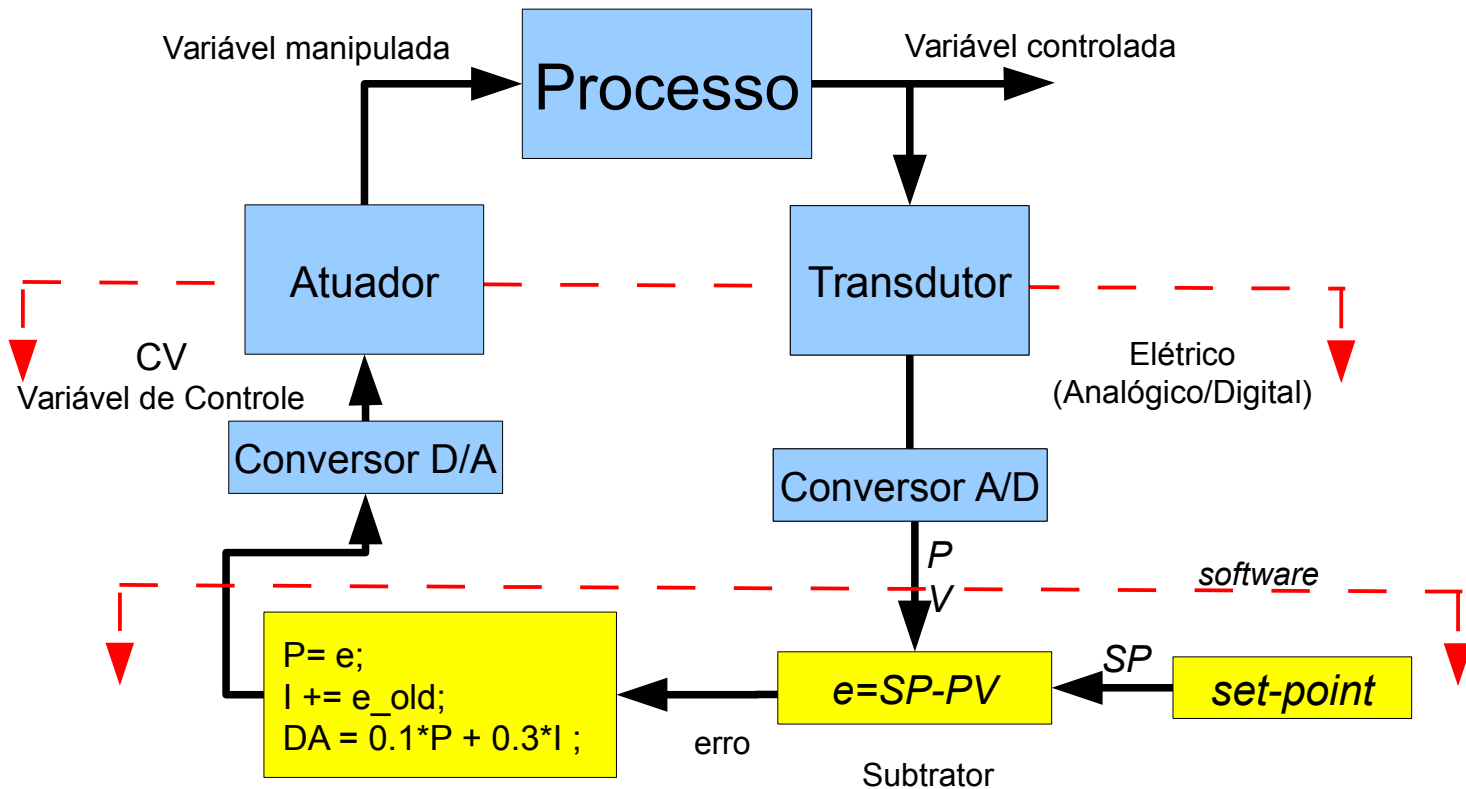 Variável manipulada
Processo
Variável controlada
Atuador
Transdutor
CV
Variável de Controle
Elétrico
(Analógico/Digital)
Conversor D/A
Conversor A/D
P
V
software
P= e;
I += e_old;
DA = 0.1*P + 0.3*I ;
erro
e=SP-PV
Subtrator
SP
set-point